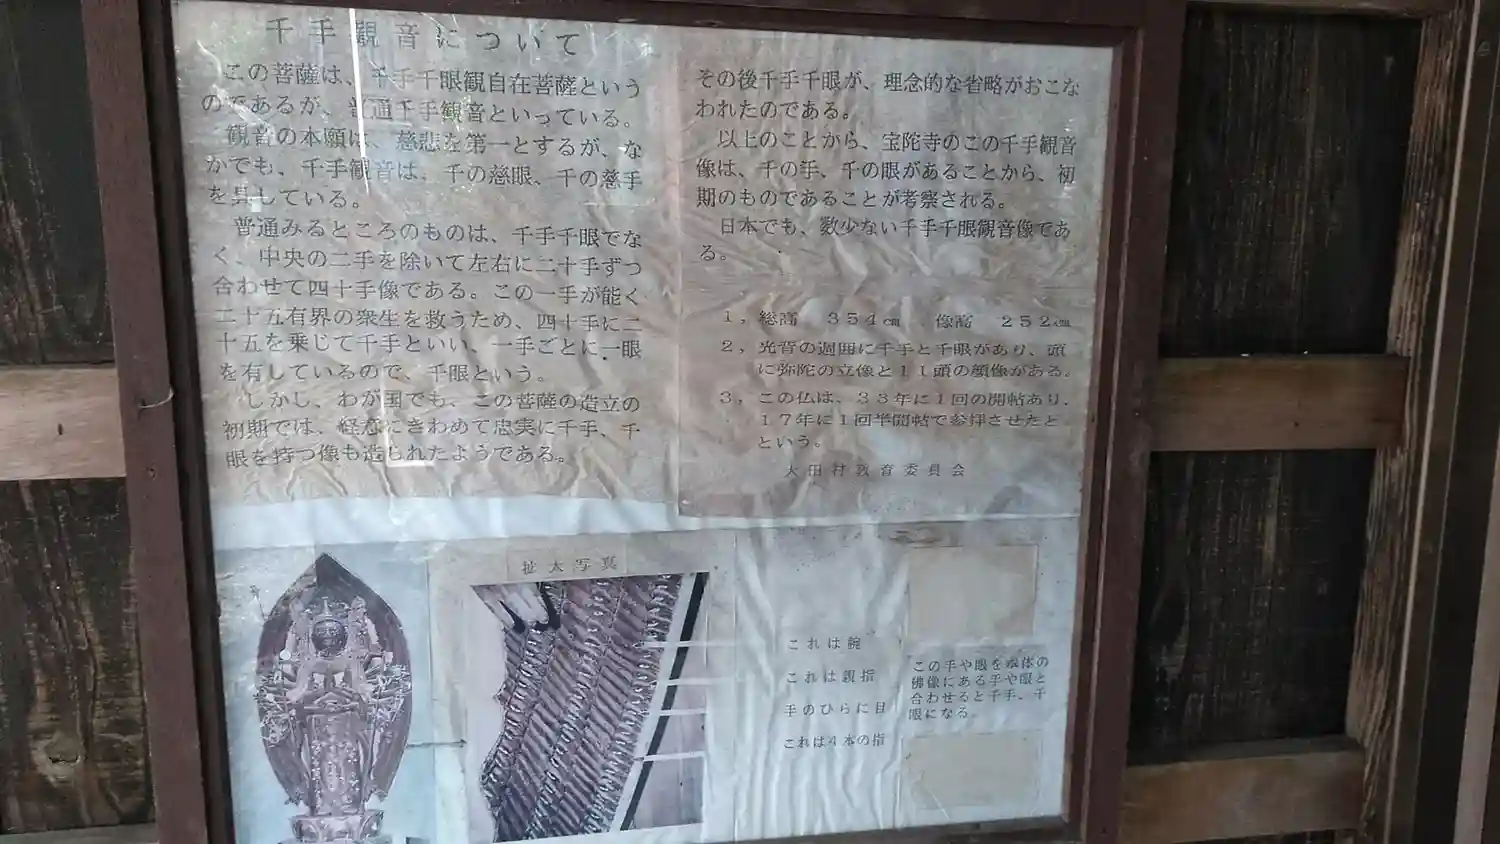 千手観音について
この菩薩は、千手千眼観自在菩薩という
のであるが、普通千手観音といっている。
観音の本願は、慈悲を第一とするが、な
かでも、千手観音は、千の慈眼、千の慈手
を具している。
普通みるところのものは、千手千眼でな
く、中央の二手を除いて左右に二十手ずつ
合わせて四十手像である。この一手が能く
二十五有界の衆生を救うため、四十手に二
十五を乗じて千手といい、一手ごとに一眼
を有しているので、千眼という。
しかし、わが国でも、この菩薩の造立の
初期では、経意にきわめて忠実に千手、千
眼を持つ像も造られたようである。
その後千手千眼が、理念的な省略がおこな
われたのである。
以上のことから、宝陀寺のこの千手観音
像は、千の手、千の眼があることから、初
期のものであることが考察される。
日本でも、数少ない千手千眼観音像であ
る。
1,総高 354㎝ 像高 252㎝
2,光背の週囲に千手と千眼があり、頭
に弥陀の立像と11頭の顔像がある。
3,この仏は、33年に1回の開帖あり、
17年に1回半開帖で参拝させたと
という。
大田村教育委員会
拡大写真
これは腕
これは親指
手のひらに目
これは4本の指
この手や眼を本体の
佛像にある手や眼と
合わせると千手、千
眼になる。